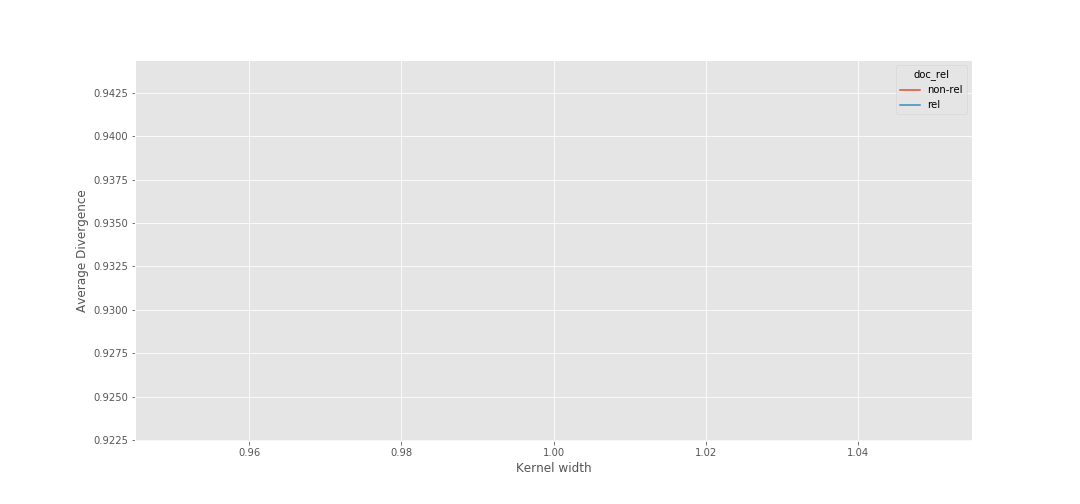 doc_rel
non-rel
rel
0.9425
0.9400
0.9375
0.9350
0.9325
0.9300
0.9275
0.9250
0.9225
Average Divergence
0.96 0.98 1.00 1.02 1.04
Kernel width